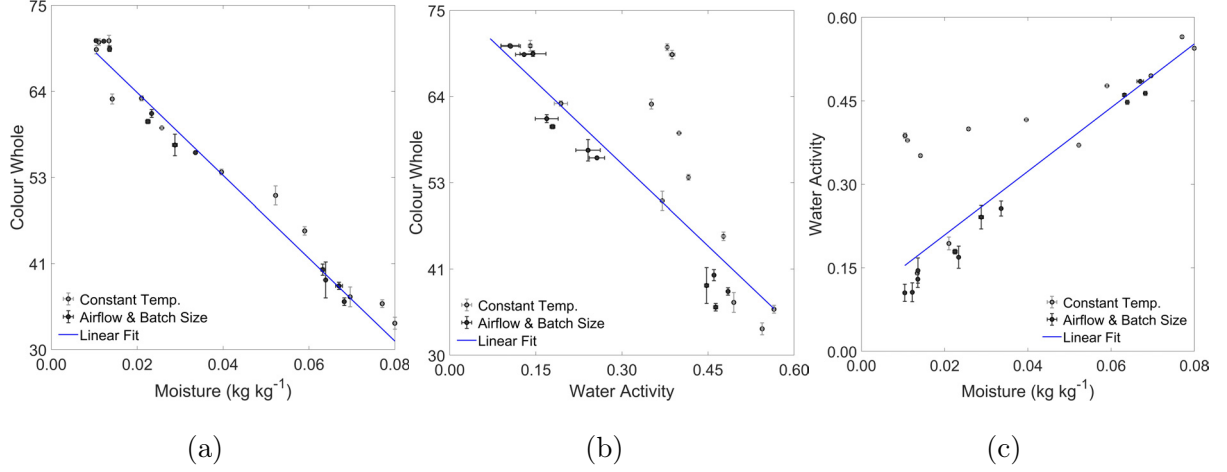 75
64
53
41
30
0.00
0.02
0.04
0.06
0.08
Colour Whole
Moisture (kg kg⁻¹)
Constant Temp.
Airflow & Batch Size
Linear Fit
(a)
75
64
53
41
30
0.00
0.15
0.30
0.45
0.60
Colour Whole
Water Activity
Constant Temp.
Airflow & Batch Size
Linear Fit
(b)
0.60
0.45
0.30
0.15
0.00
0.00
0.02
0.04
0.06
0.08
Water Activity
Moisture (kg kg⁻¹)
Constant Temp.
Airflow & Batch Size
Linear Fit
(c)